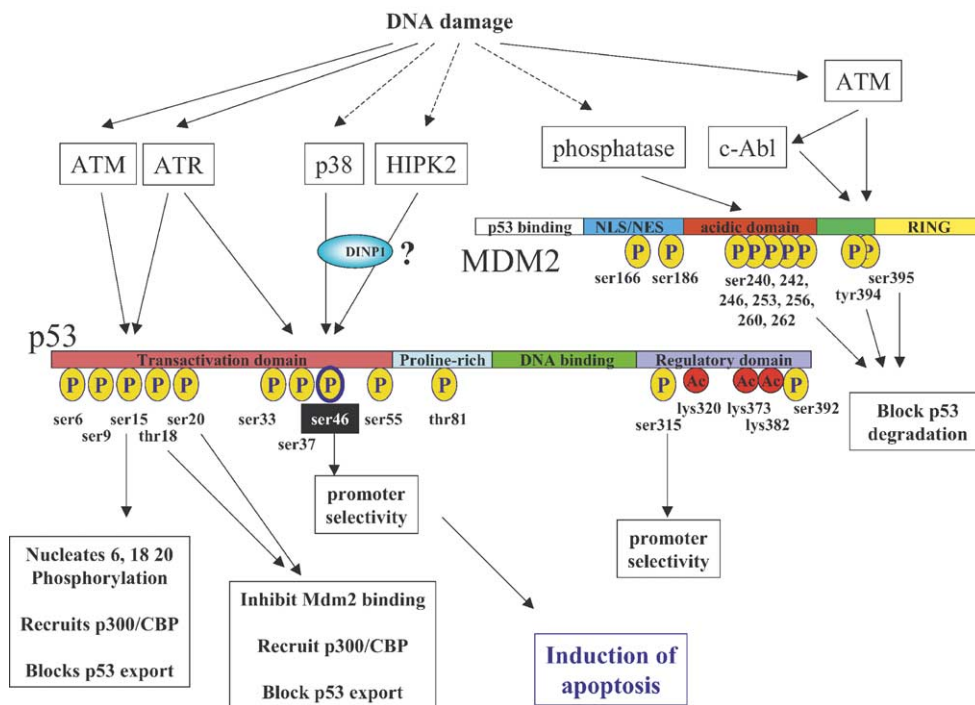 DNA damage
ATM
ATM
ATR
p38
HIPK2
phosphatase
c-Abl
DINP1
?
p53 binding
NLS/NES
acidic domain
RING
MDM2
P
P
P
P
P
P
P
P
P
ser166
ser186
ser240, 242,
246, 253, 256,
260, 262
tyr394
ser395
p53
Transactivation domain
Proline-rich
DNA binding
Regulatory domain
P
P
P
P
P
P
P
P
P
P
P
Ac
Ac
Ac
P
ser6
ser9
ser15
thr18
ser20
ser33
ser37
ser46
ser55
thr81
ser315
lys320
lys373
lys382
ser392
Block p53
degradation
promoter
selectivity
promoter
selectivity
Nucleates 6, 18 20
Phosphorylation
Recruits p300/CBP
Blocks p53 export
Inhibit Mdm2 binding
Recruit p300/CBP
Block p53 export
Induction of
apoptosis